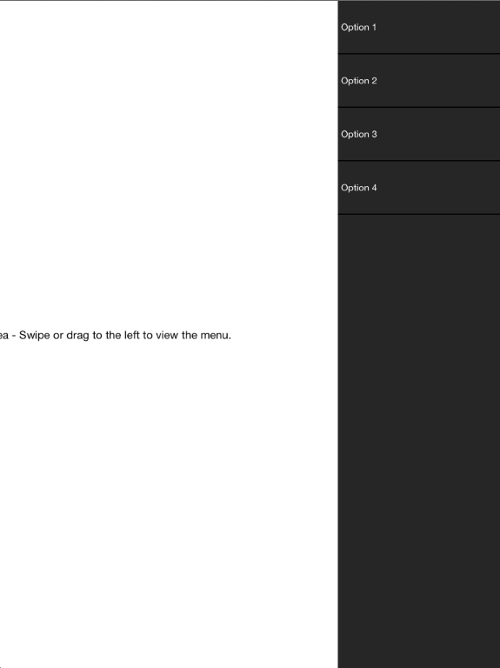 Option 1
Option 2
Option 3
Option 4
ea - Swipe or drag to the left to view the menu.